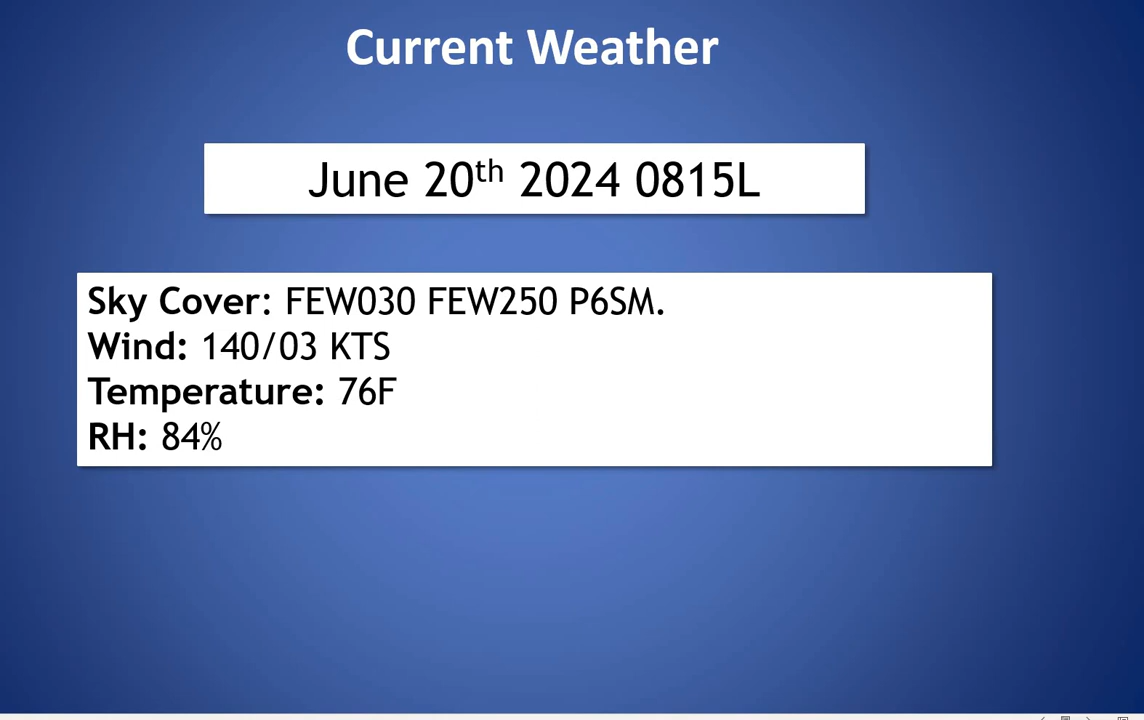 Current Weather
June 20th 2024 0815L
Sky Cover: FEW030 FEW250 P6SM.
Wind: 140/03 KTS
Temperature: 76F
RH: 84%